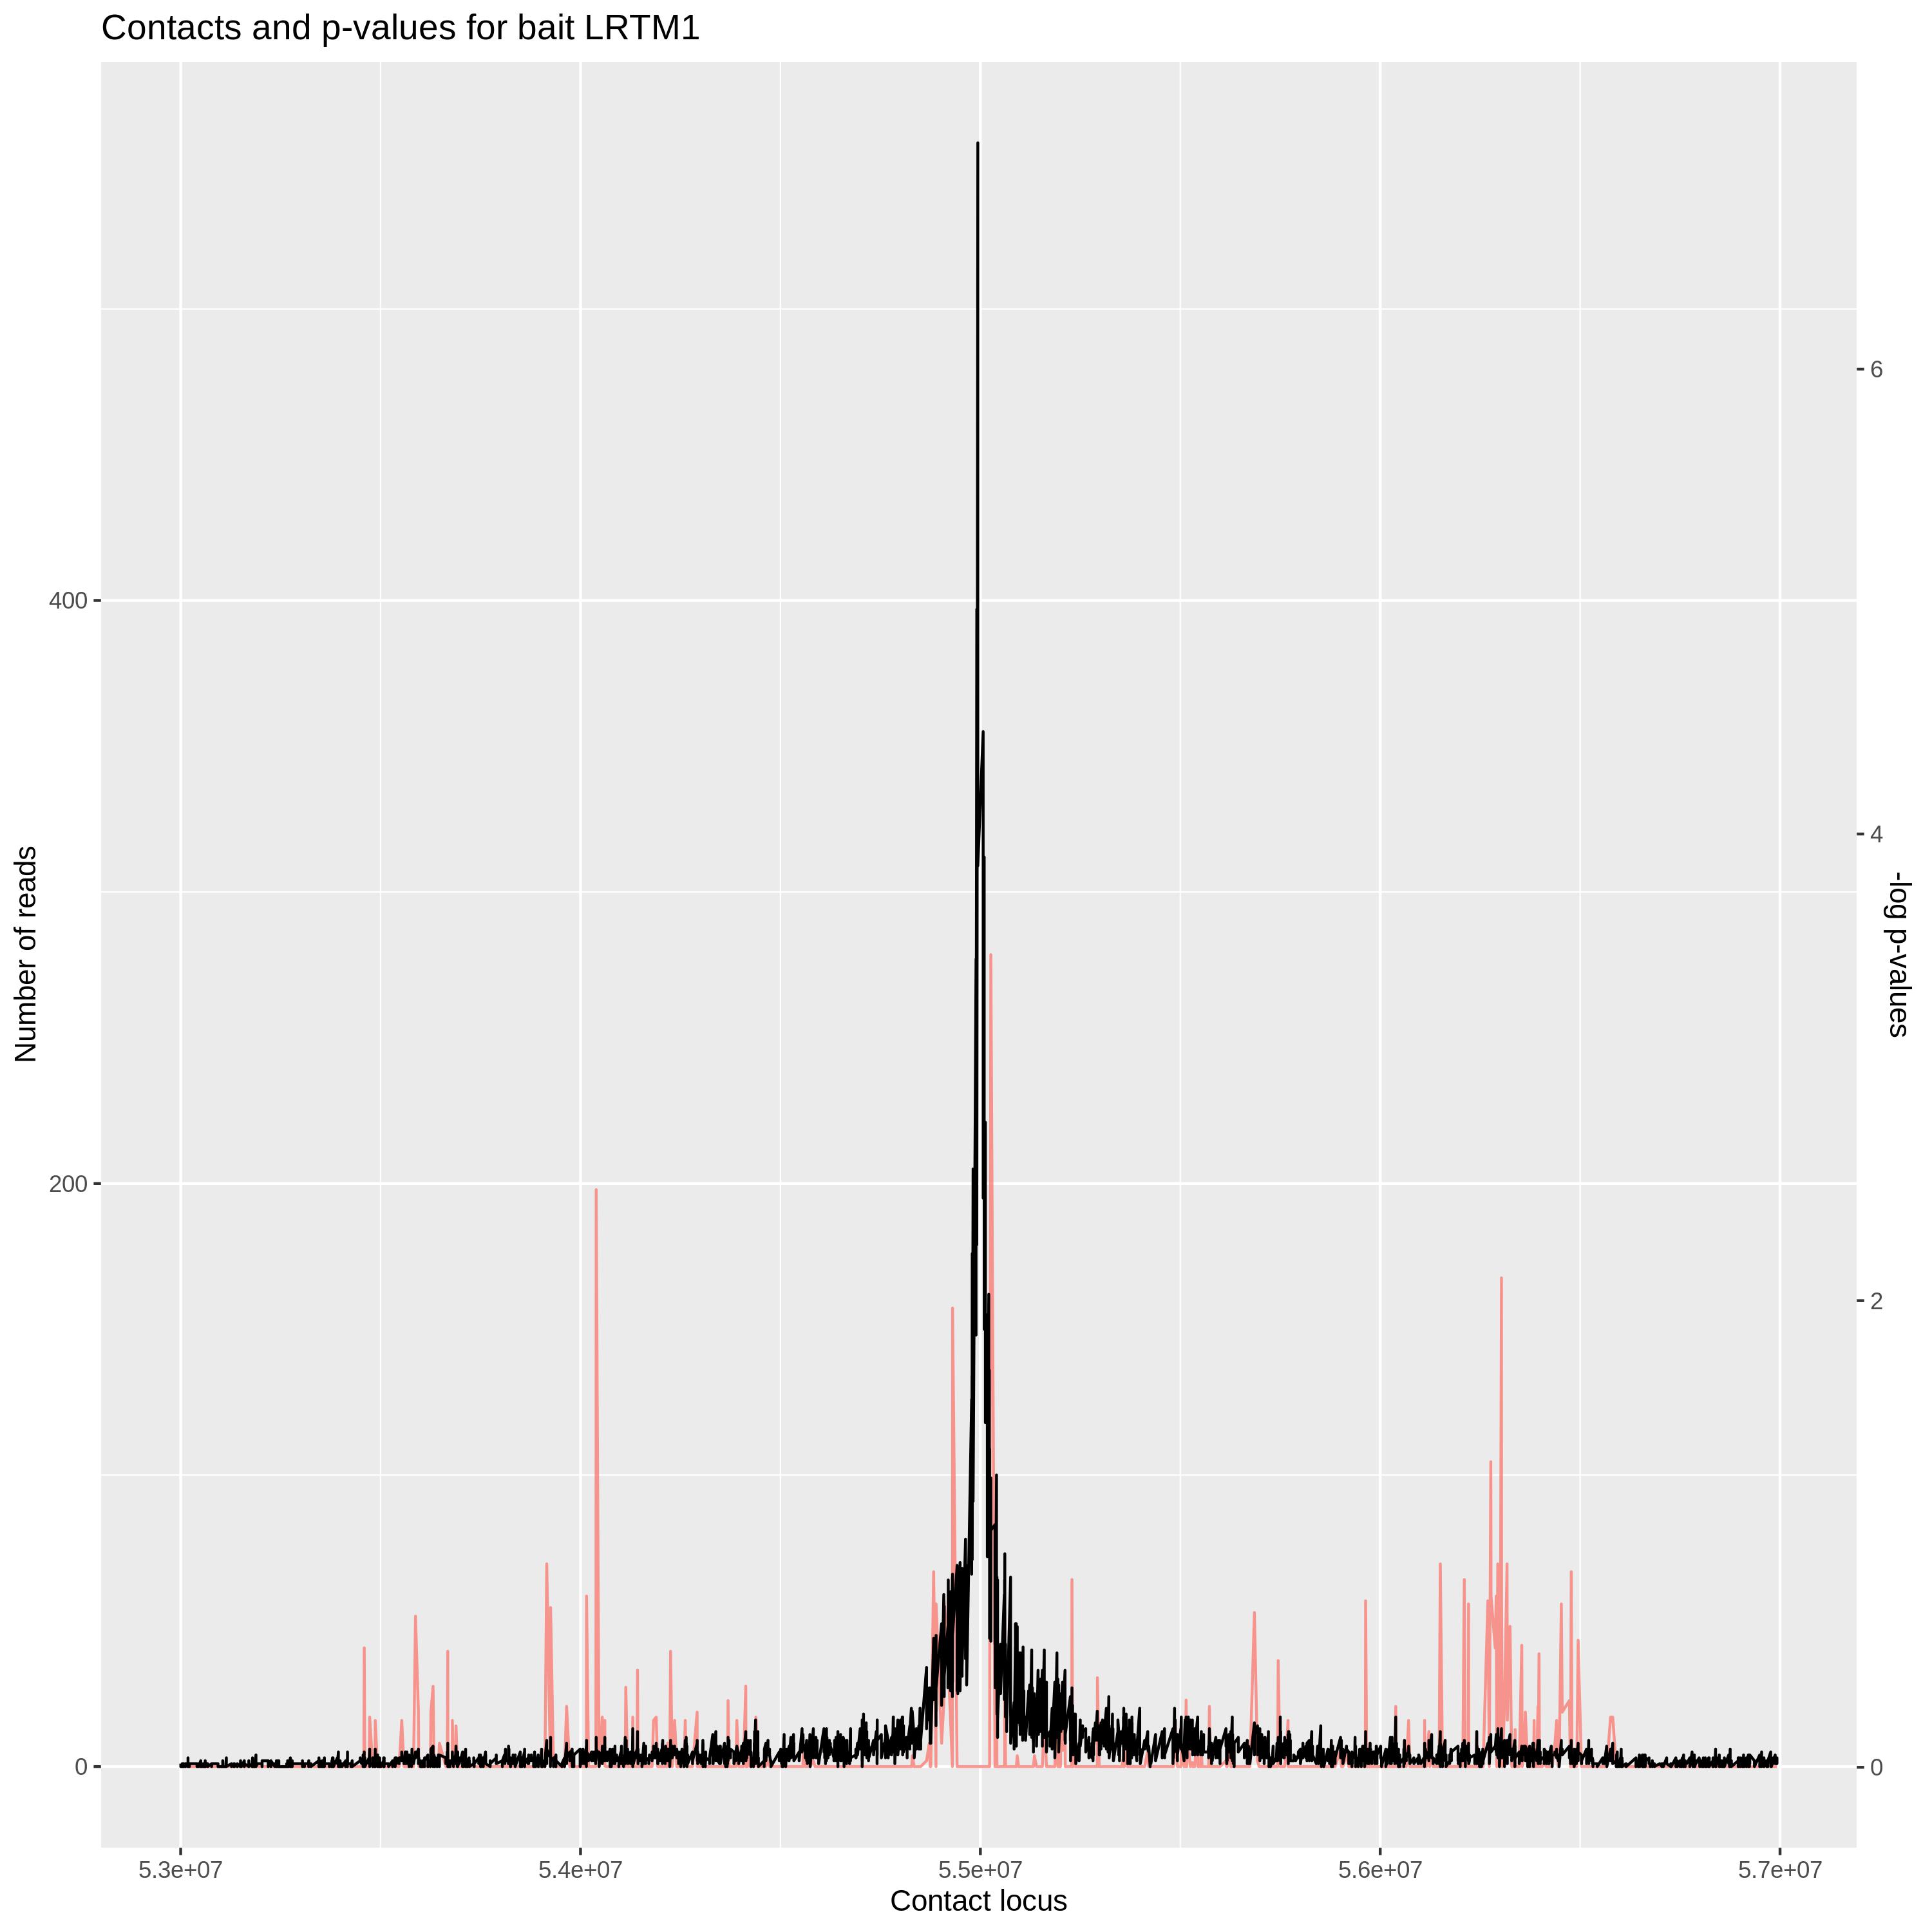 Contacts and p-values for bait LRTM1
Number of reads
400
200
0
6
4
2
0
-log p-values
5.3e+07 5.4e+07 5.5e+07 5.6e+07 5.7e+07
Contact locus